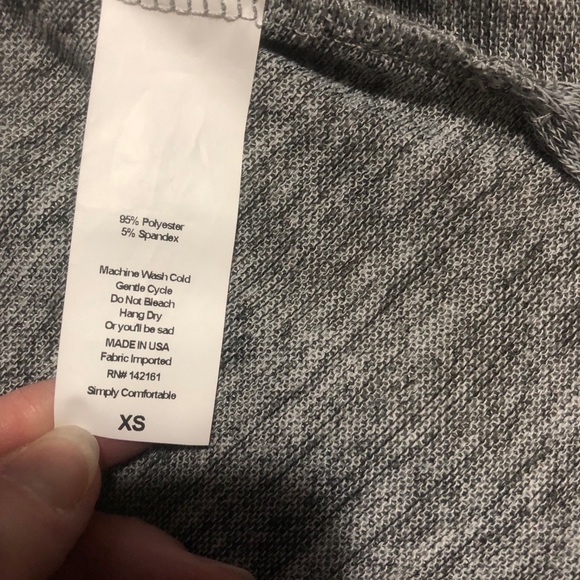 95% Polyester
5% Spandex
Machine Wash Cold
Gentle Cycle
Do Not Bleach
Hang Dry
Or you'll be sad
MADE IN USA
Fabric Imported
RN# 142161
Simply Comfortable
XS